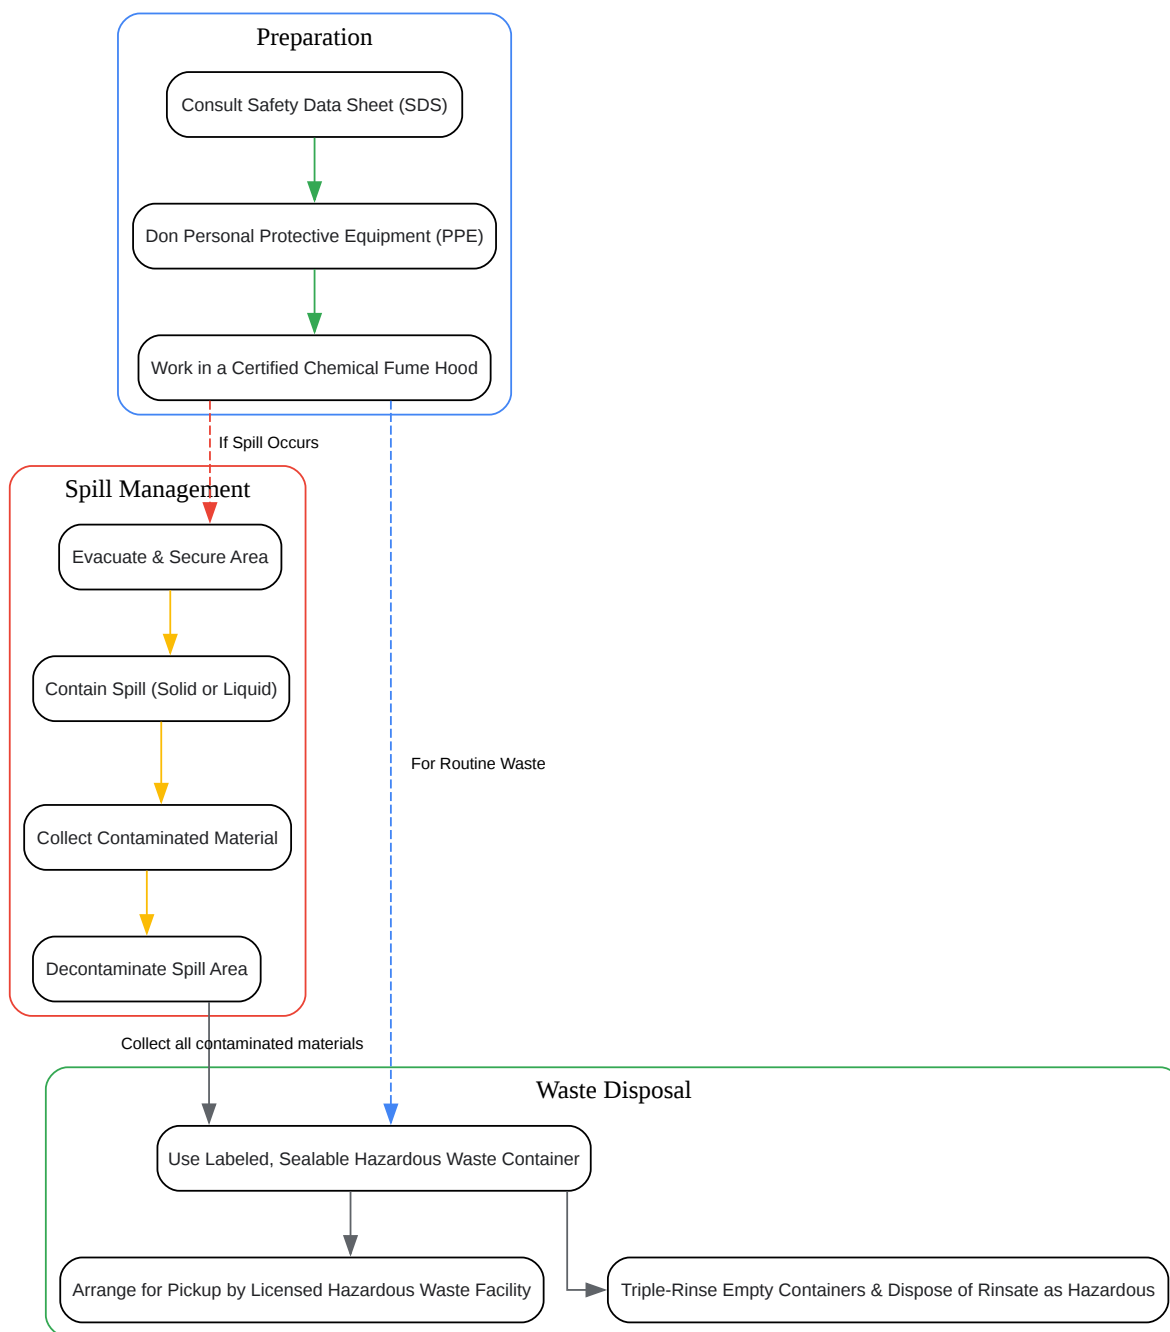 Preparation
Consult Safety Data Sheet (SDS)
Don Personal Protective Equipment (PPE)
Work in a Certified Chemical Fume Hood
If Spill Occurs
Spill Management
Evacuate & Secure Area
Contain Spill (Solid or Liquid)
For Routine Waste
Collect Contaminated Material
Decontaminate Spill Area
Collect all contaminated materials
Waste Disposal
Use Labeled, Sealable Hazardous Waste Container
Arrange for Pickup by Licensed Hazardous Waste Facility
Triple-Rinse Empty Containers & Dispose of Rinsate as Hazardous